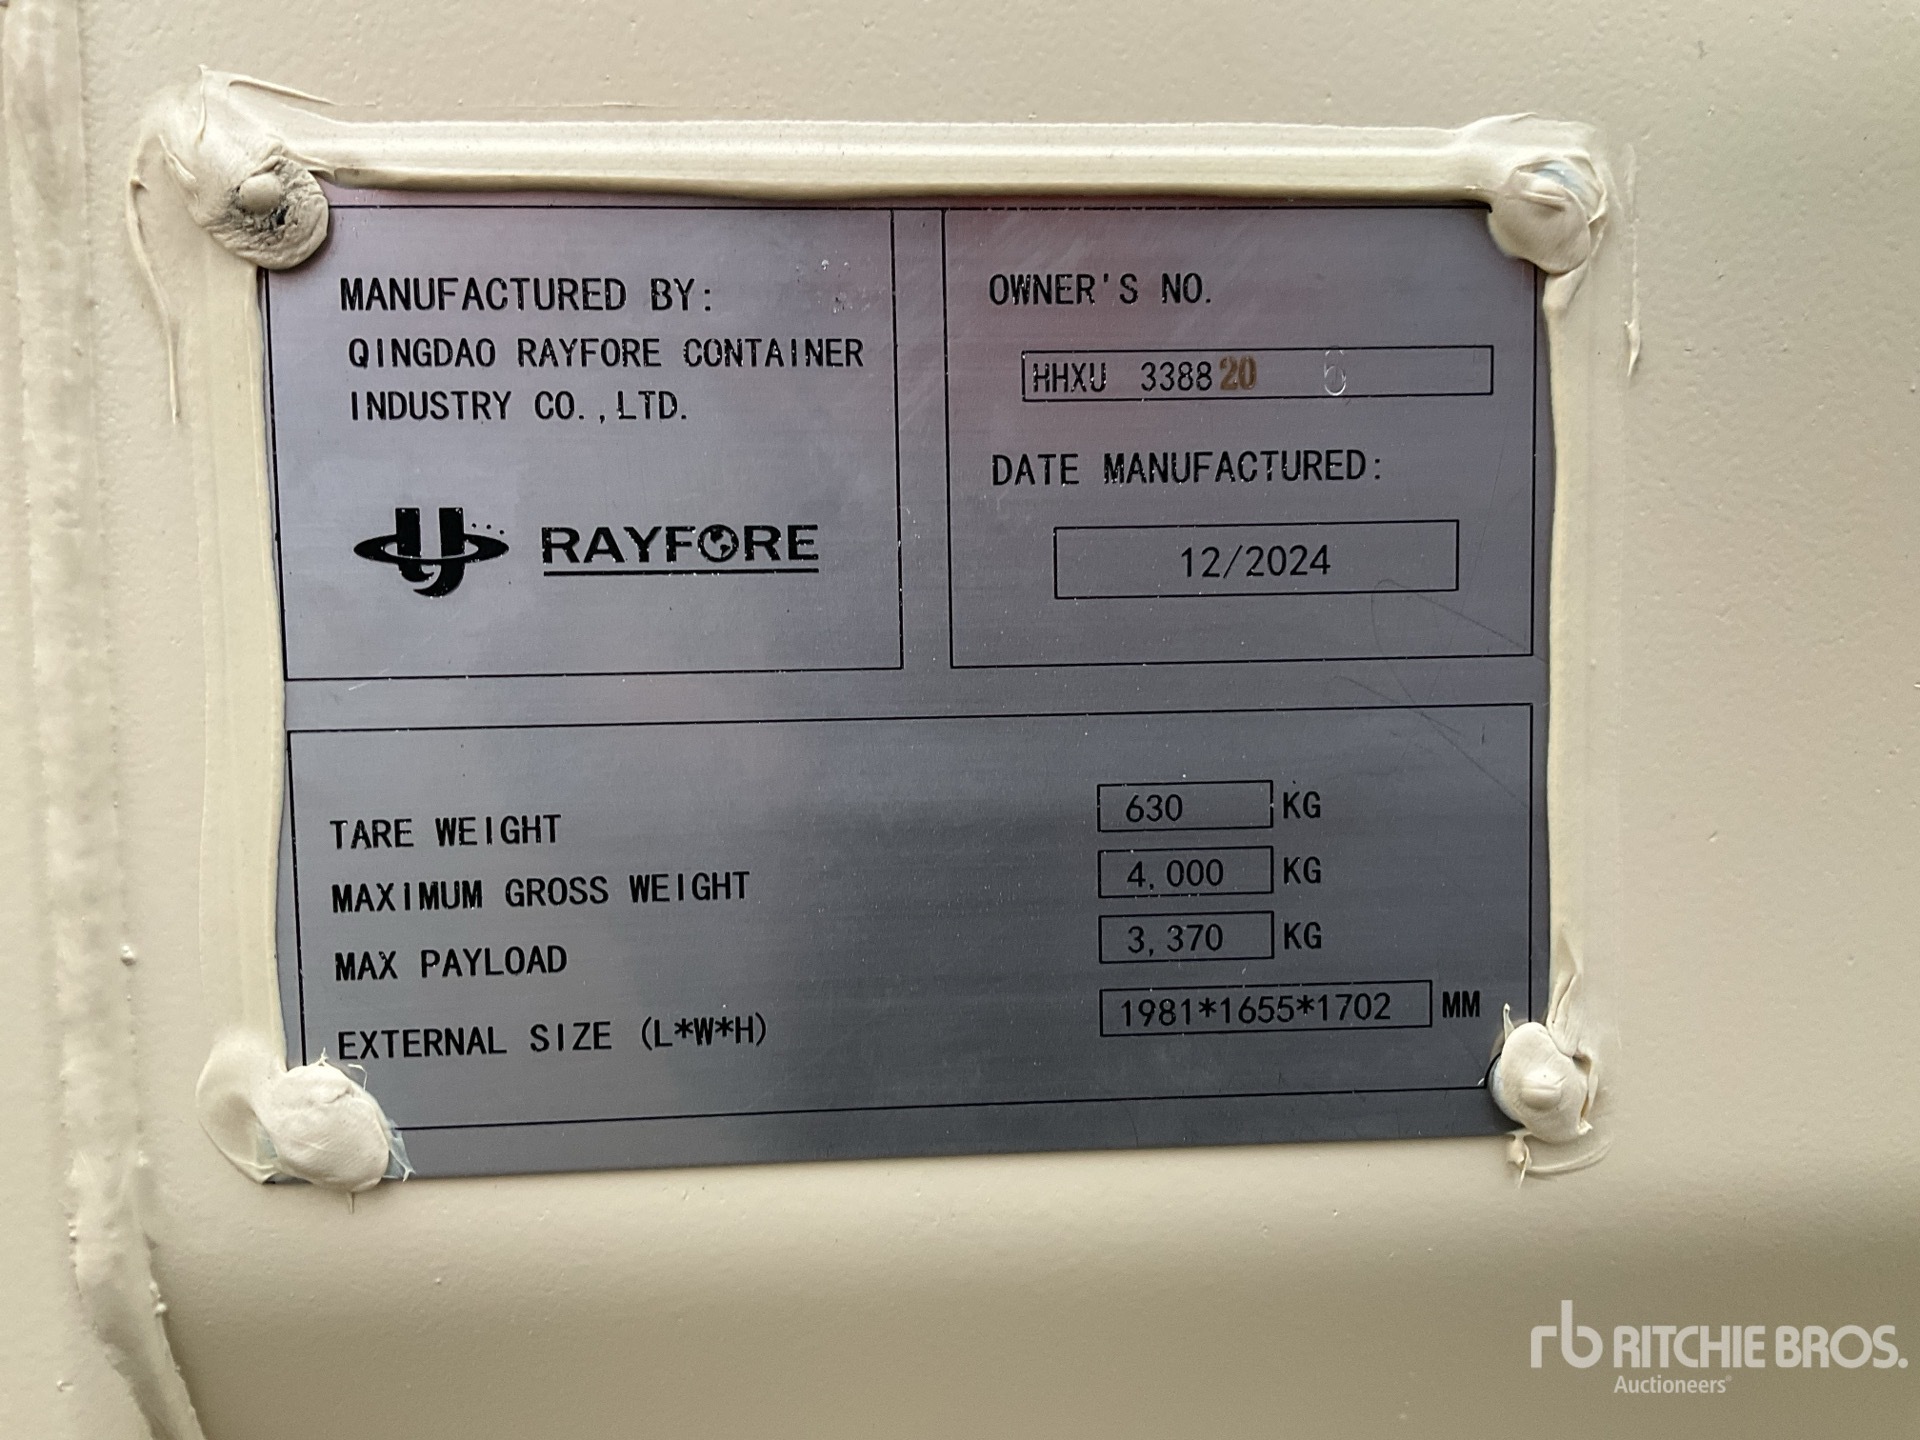 MANUFACTURED BY:
QINGDAO RAYFORE CONTAINER
INDUSTRY CO.,LTD.
RAYFORE
OWNER'S NO.
HHXU 338820
DATE MANUFACTURED:
12/2024
TARE WEIGHT 630 KG
MAXIMUM GROSS WEIGHT 4,000 KG
MAX PAYLOAD 3,370 KG
EXTERNAL SIZE (L*W*H) 1981*1655*1702 MM
rb RITCHIE BROS.
Auctioneers